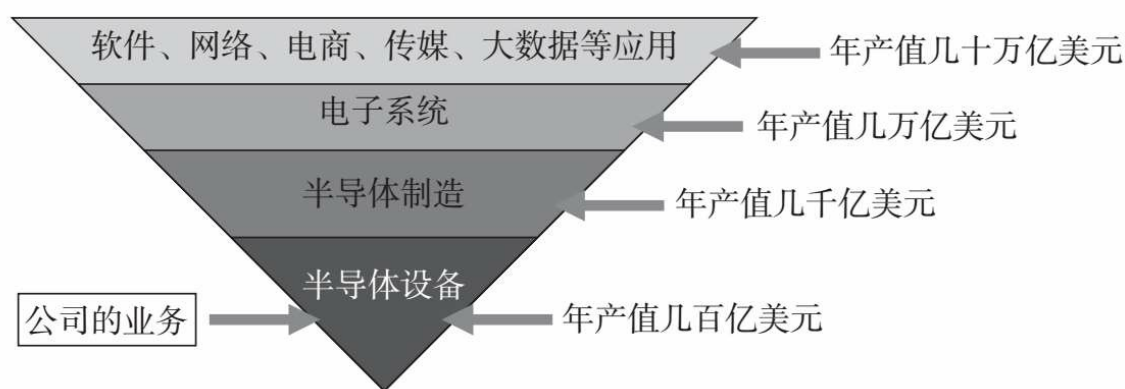 软件、网络、电商、传媒、大数据等应用
年产值几十万亿美元
电子系统
年产值几万亿美元
半导体制造
年产值几千亿美元
半导体设备
公司的业务
年产值几百亿美元